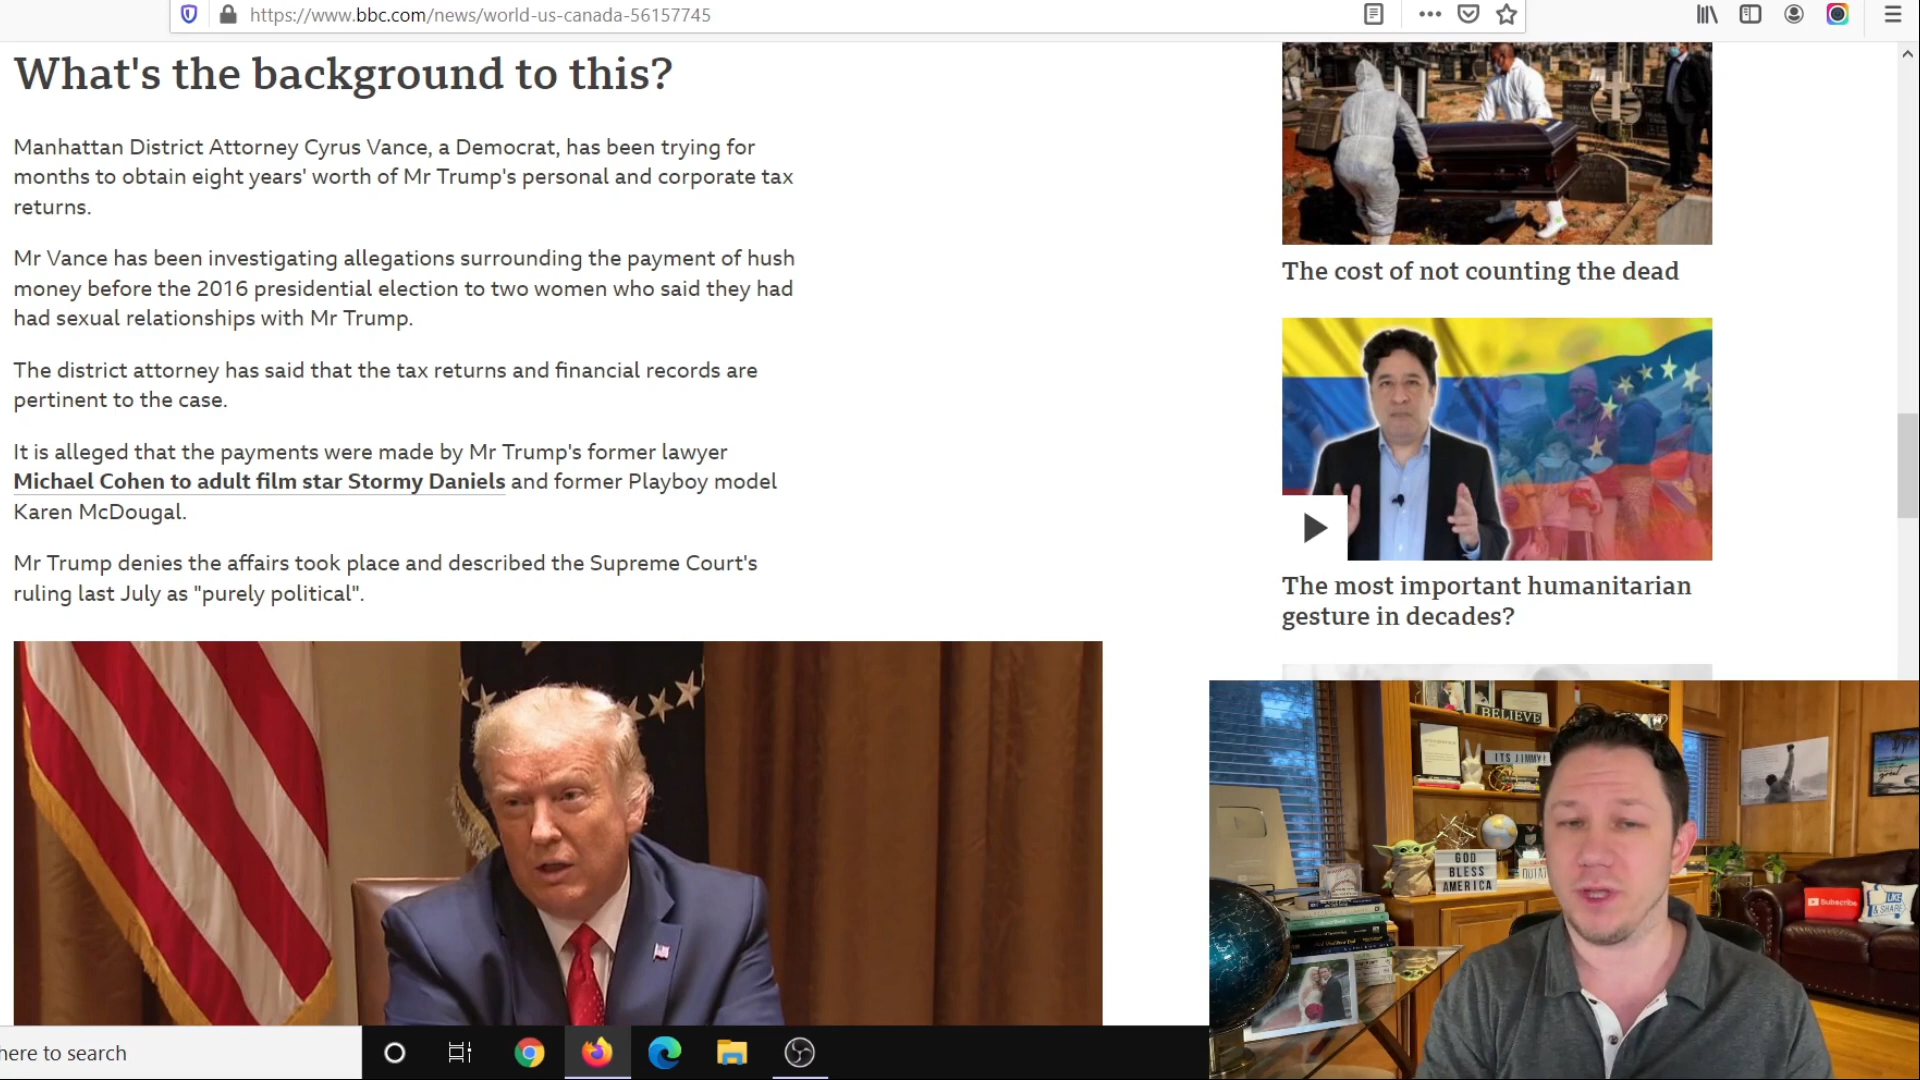 https://www.bbc.com/news/world-us-canada-56157745
What's the background to this?
Manhattan District Attorney Cyrus Vance, a Democrat, has been trying for
months to obtain eight years' worth of Mr Trump's personal and corporate tax
returns.
Mr Vance has been investigating allegations surrounding the payment of hush
money before the 2016 presidential election to two women who said they had
had sexual relationships with Mr Trump.
The district attorney has said that the tax returns and financial records are
pertinent to the case.
It is alleged that the payments were made by Mr Trump's former lawyer
Michael Cohen to adult film star Stormy Daniels and former Playboy model
Karen McDougal.
Mr Trump denies the affairs took place and described the Supreme Court's
ruling last July as "purely political".
The cost of not counting the dead
The most important humanitarian
gesture in decades?
BELIEVE
ITS JIMMY!
GOD
BLESS
AMERICA
Subscribe
LIKE
& SHARE
here to search